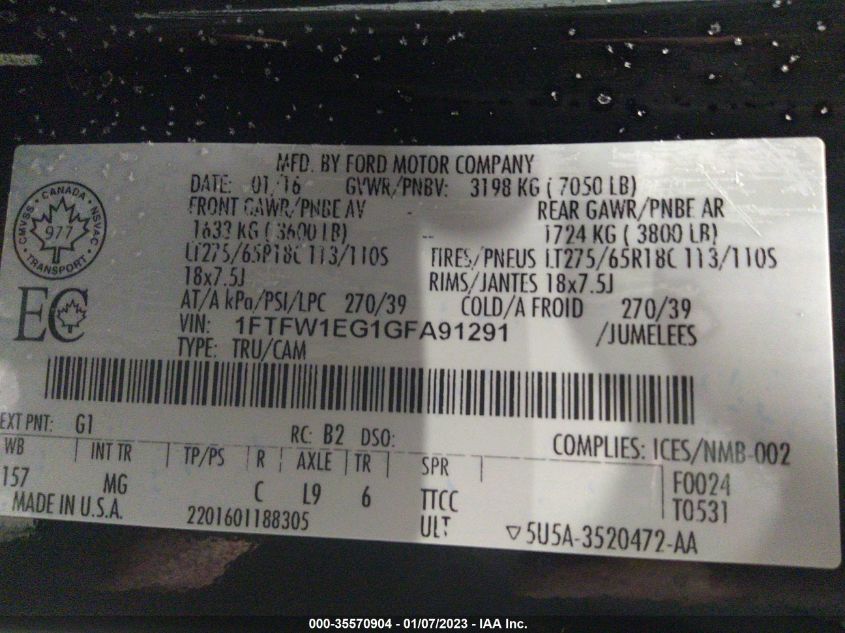 MFD. BY FORD MOTOR COMPANY
DATE: 01/16 GVWR/PNBV: 3198 KG ( 7050 LB)
FRONT GAWR/PNBE AV REAR GAWR/PNBE AR
1633 KG ( 3600 LB) 1724 KG ( 3800 LB)
LT275/65R18C 113/110S TIRES/PNEUS LT275/65R18C 113/110S
18x7.5J RIMS/JANTES 18x7.5J
AT/A kPa/PSI/LPC 270/39 COLD/A FROID 270/39
VIN: 1FTFW1EG1GFA91291 /JUMELEES
TYPE: TRU/CAM
CMVSS CANADA NSVAC
977
TRANSPORT
EC
EXT PNT: G1 RC: B2 DSO:
COMPLIES: ICES/NMB-002
WB INT TR TP/PS R AXLE TR SPR F0024
157 MG C L9 6 TTCC T0531
MADE IN U.S.A. 2201601188305 ULT ▽5U5A-3520472-AA
000-35570904 - 01/07/2023 - IAA Inc.